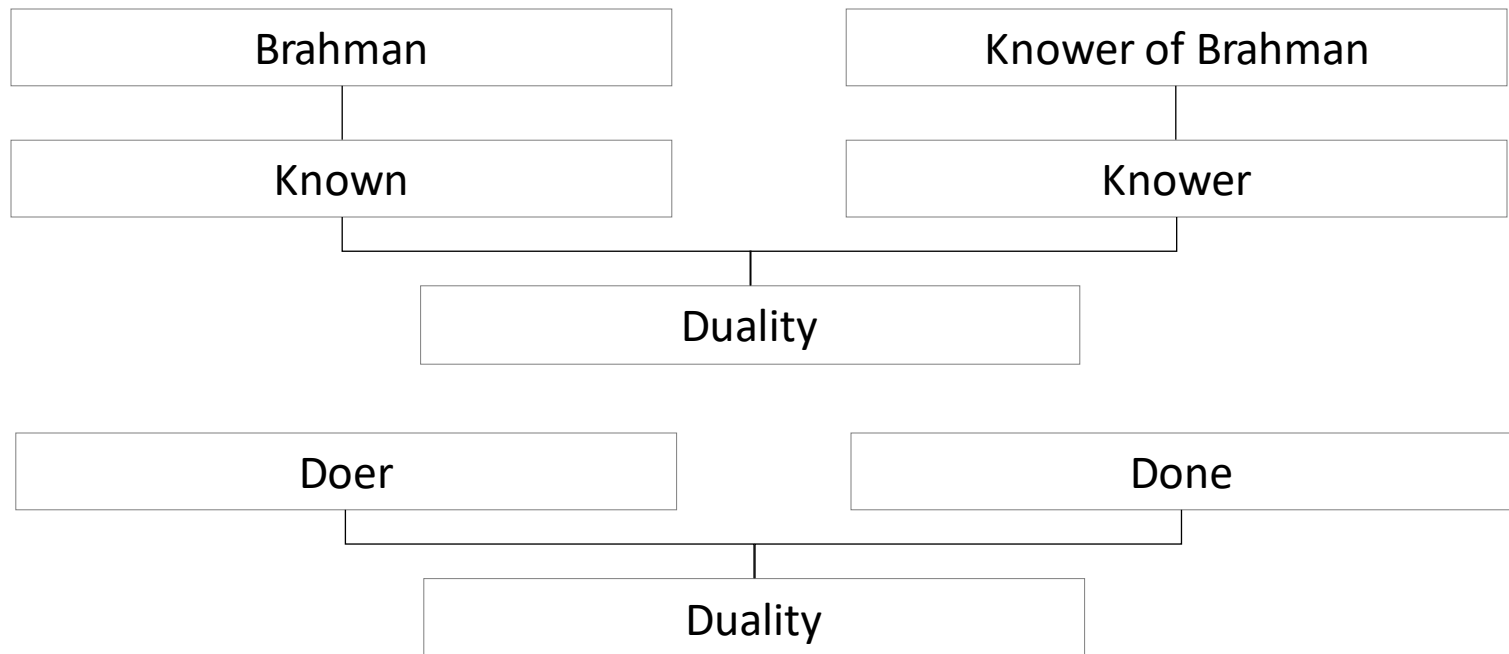 Brahman
Knower of Brahman
Known
Knower
Duality
Doer
Done
Duality